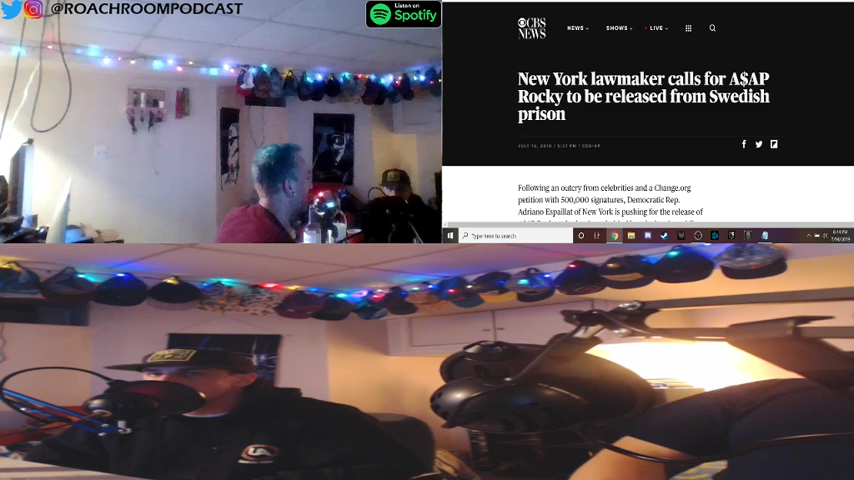 @ROACHROOMPODCAST
Listen on
Spotify
CBS
NEWS
NEWS
SHOWS
LIVE
New York lawmaker calls for A$AP
Rocky to be released from Swedish
prison
Following an outcry from celebrities and a Change.org
petition with 500,000 signatures, Democratic Rep.
Adriano Espaillat of New York is pushing for the release of
Type here to search